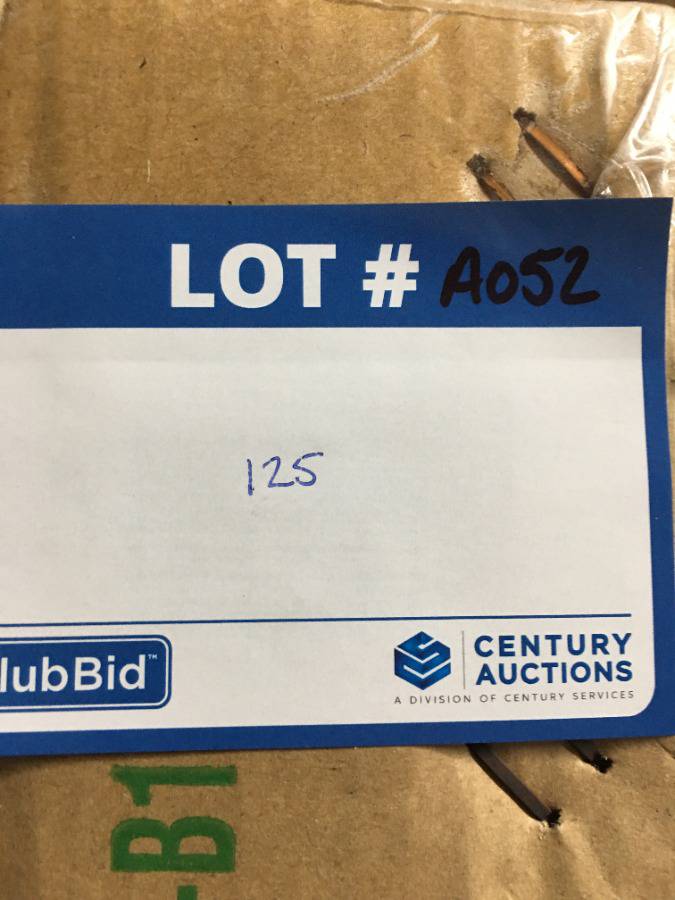 LOT # A052
125
lubBid™
CENTURY
AUCTIONS
A DIVISION OF CENTURY SERVICES
B1